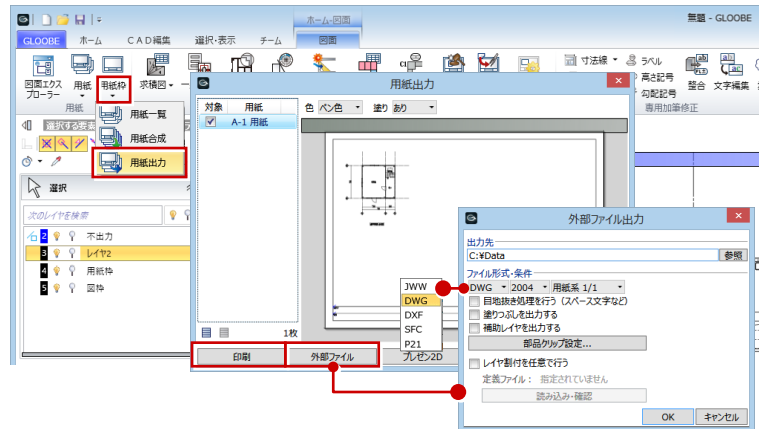 ホーム-図面
無題 - GLOOBE
GLOOBE ホーム CAD編集 選択・表示 チーム 図面
図面エクス
プローラー
用紙 用紙枠 求積図
寸法線 ラベル
高さ記号
勾配記号
整合 文字編集
用紙
専用加筆修正
用紙一覧
用紙合成
用紙出力
選択
次のレイヤを検索
2 不出力
3 レイヤ2
4 用紙枠
5 図枠
用紙出力
対象 用紙
A-1 用紙
色 ペン色 塗り あり
1枚
印刷 外部ファイル プレゼン2D
JWW
DWG
DXF
SFC
P21
外部ファイル出力
出力先
C:¥Data 参照
ファイル形式・条件
DWG 2004 用紙系 1/1
目地抜き処理を行う (スペース文字など)
塗りつぶしを出力する
補助レイヤを出力する
部品クリップ設定...
レイヤ割付を任意で行う
定義ファイル: 指定されていません
読み込み・確認
OK キャンセル